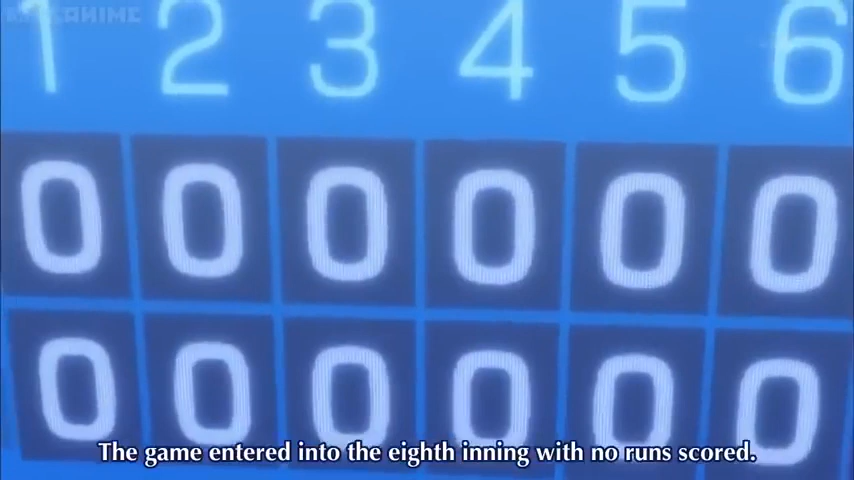 1 2 3 4 5 6
0 0 0 0 0 0
0 0 0 0 0 0
The game entered into the eighth inning with no runs scored.